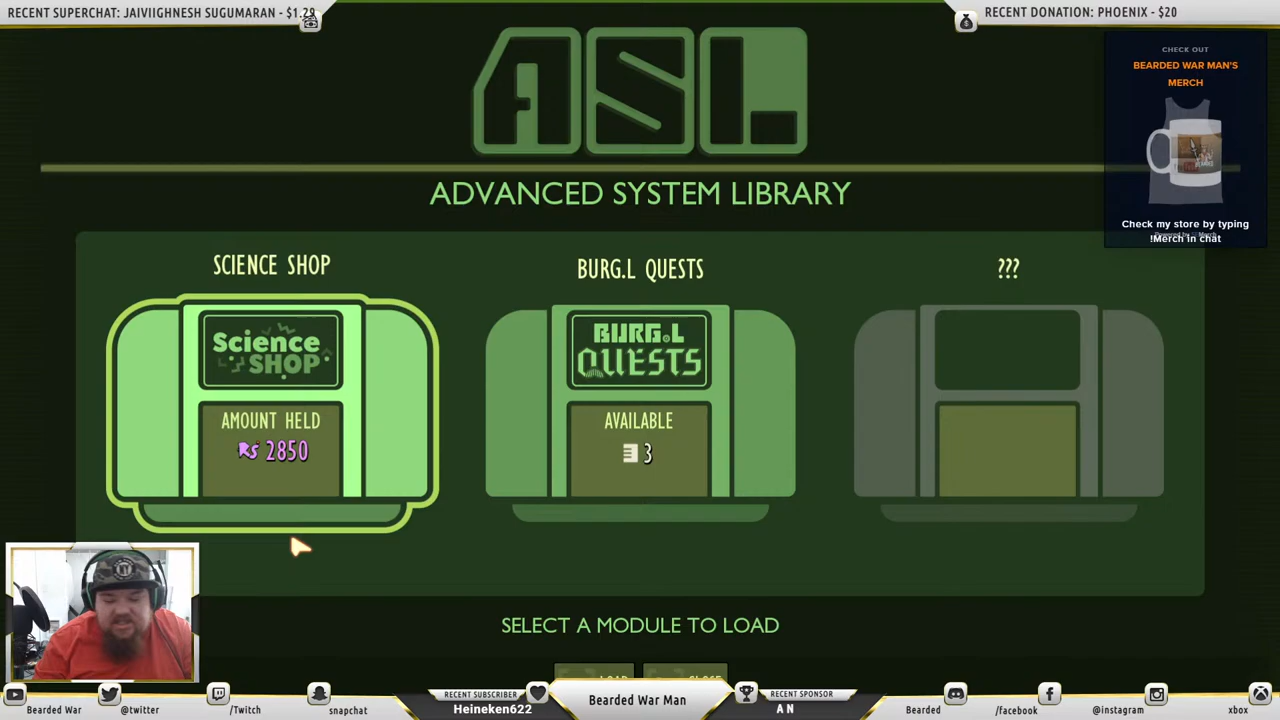 RECENT SUPERCHAT: JAIVIIGHNESH SUGUMARAN - $1.29
RECENT DONATION: PHOENIX - $20
ASL
ADVANCED SYSTEM LIBRARY
CHECK OUT
BEARDED WAR MAN'S
MERCH
Check my store by typing
!Merch in chat
SCIENCE SHOP
BURG.L QUESTS
???
Science
SHOP
BURG.L
QUESTS
AMOUNT HELD
RS 2850
AVAILABLE
3
SELECT A MODULE TO LOAD
RECENT SUBSCRIBER
Heineken622
Bearded War Man
RECENT SPONSOR
A N
Bearded War
@twitter
/Twitch
snapchat
Bearded
/facebook
@instagram
xbox